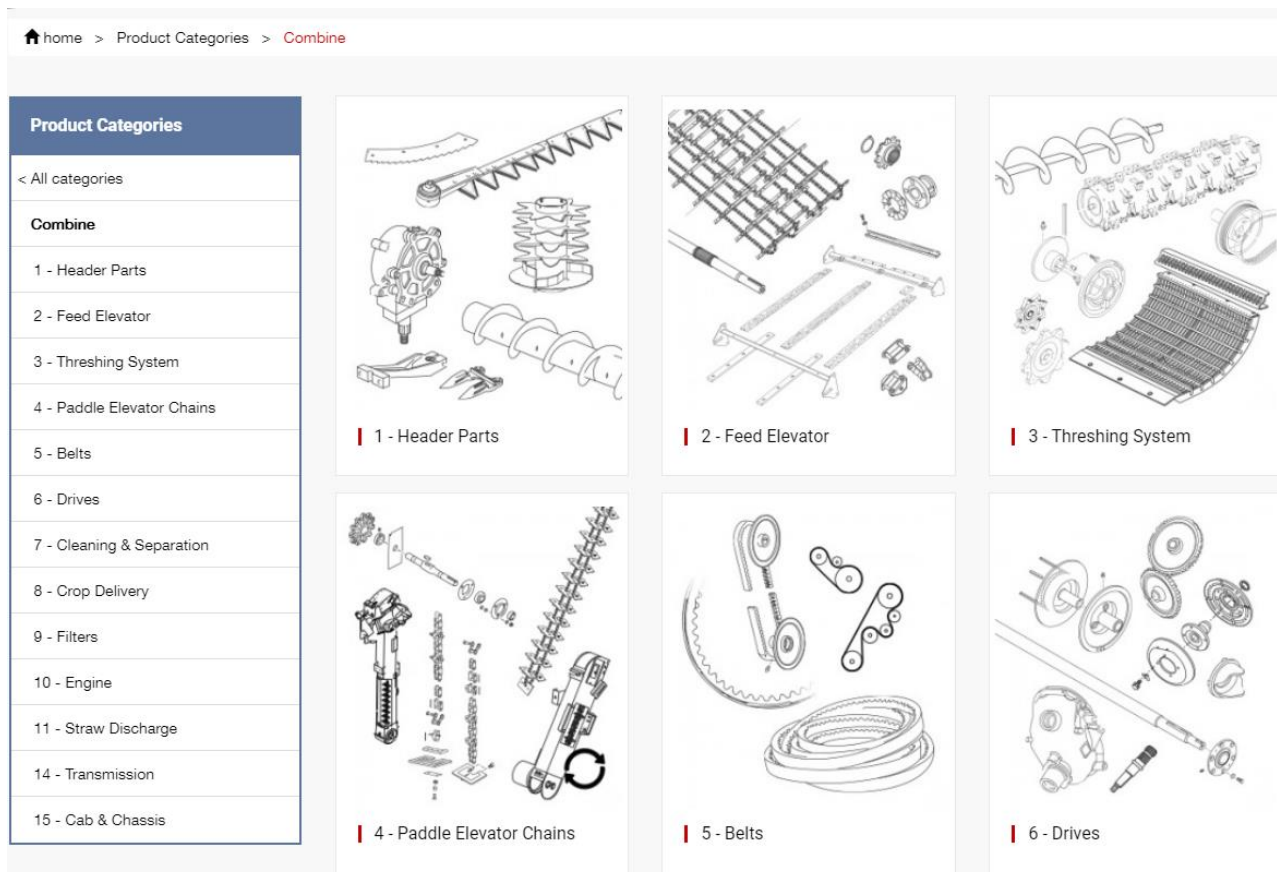 home > Product Categories > Combine
Product Categories
< All categories
Combine
1 - Header Parts
2 - Feed Elevator
3 - Threshing System
4 - Paddle Elevator Chains
5 - Belts
6 - Drives
7 - Cleaning & Separation
8 - Crop Delivery
9 - Filters
10 - Engine
11 - Straw Discharge
14 - Transmission
15 - Cab & Chassis
1 - Header Parts
2 - Feed Elevator
3 - Threshing System
4 - Paddle Elevator Chains
5 - Belts
6 - Drives